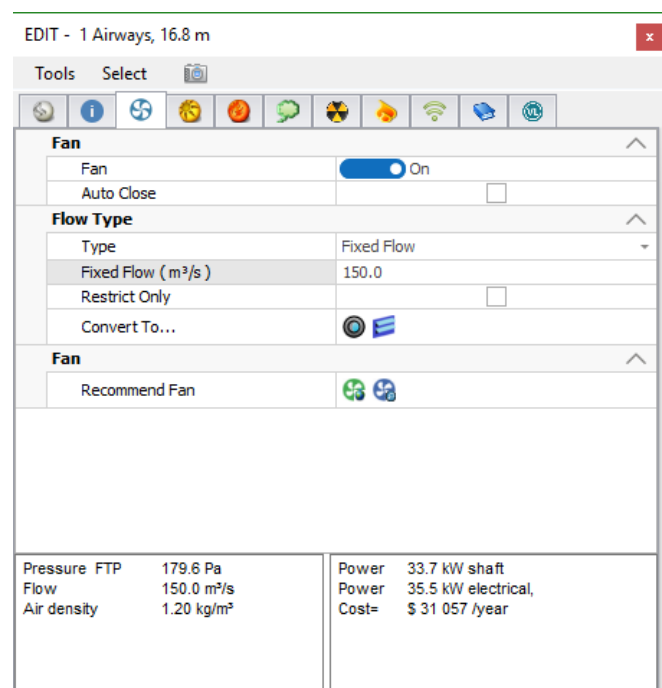 EDIT -  1 Airways, 16.8 m
x
Tools Select
VL
Fan
Fan On
Auto Close
Flow Type
Type Fixed Flow
Fixed Flow ( m³/s ) 150.0
Restrict Only
Convert To...
Fan
Recommend Fan
Pressure FTP 179.6 Pa
Flow 150.0 m³/s
Air density 1.20 kg/m³
Power 33.7 kW shaft
Power 35.5 kW electrical,
Cost= $ 31 057 /year